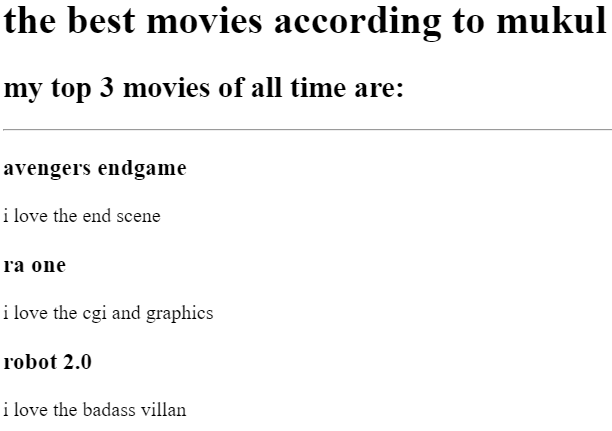 the best movies according to mukul
my top 3 movies of all time are:
avengers endgame
i love the end scene
ra one
i love the cgi and graphics
robot 2.0
i love the badass villan